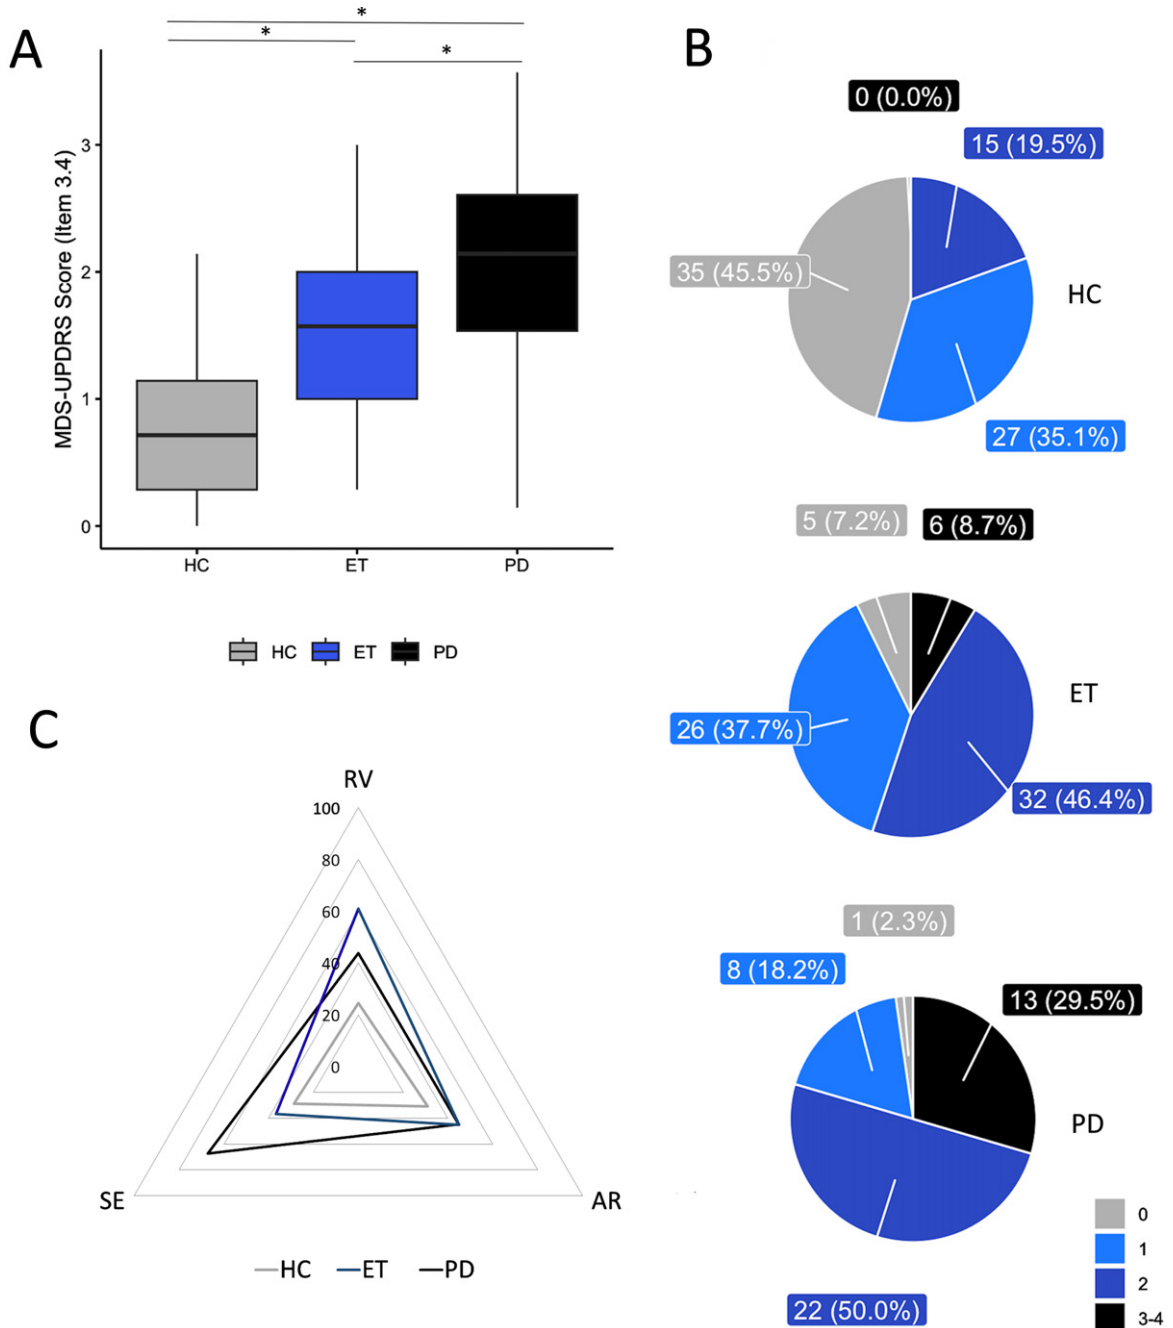 A
*
*
*
MDS-UPDRS Score (Item 3.4)
3
2
1
0
HC ET PD
HC ET PD
B
0 (0.0%)
15 (19.5%)
35 (45.5%)
HC
27 (35.1%)
5 (7.2%) 6 (8.7%)
ET
26 (37.7%)
32 (46.4%)
1 (2.3%)
8 (18.2%)
13 (29.5%)
PD
22 (50.0%)
0
1
2
3-4
C
RV
100
80
60
40
20
0
SE AR
HC ET PD